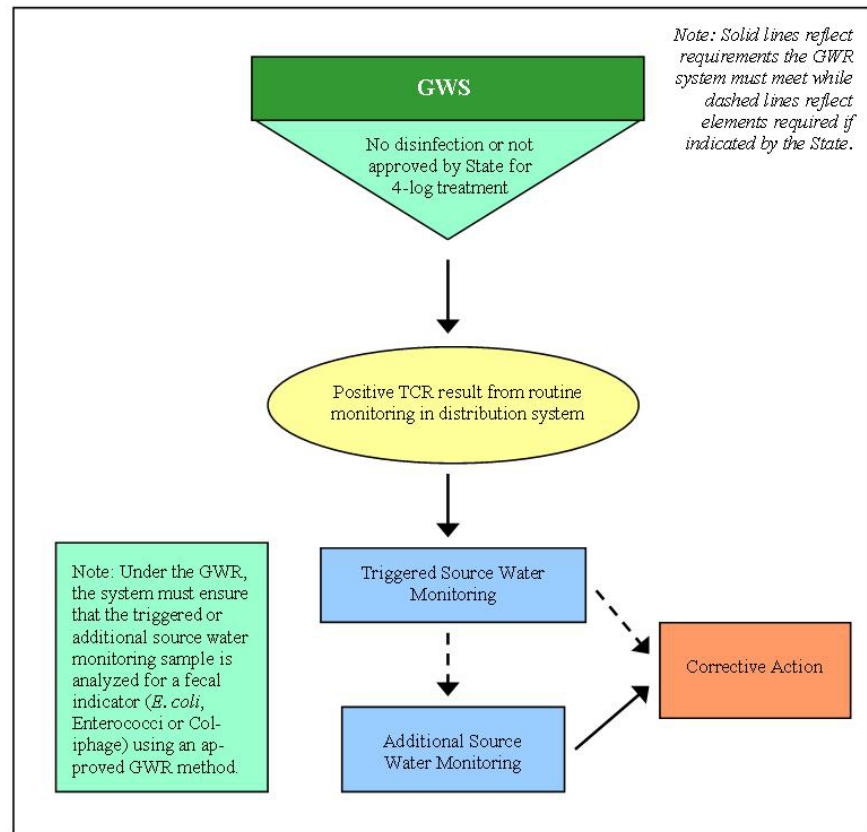 Note: Solid lines reflect
requirements the GWR
system must meet while
dashed lines reflect
elements required if
indicated by the State.
GWS
No disinfection or not
approved by State for
4-log treatment
Positive TCR result from routine
monitoring in distribution system
Triggered Source Water
Monitoring
Note: Under the GWR,
the system must ensure
that the triggered or
additional source water
monitoring sample is
analyzed for a fecal
indicator (E. coli,
Enterococci or Col-
iphage) using an ap-
proved GWR method.
Corrective Action
Additional Source
Water Monitoring